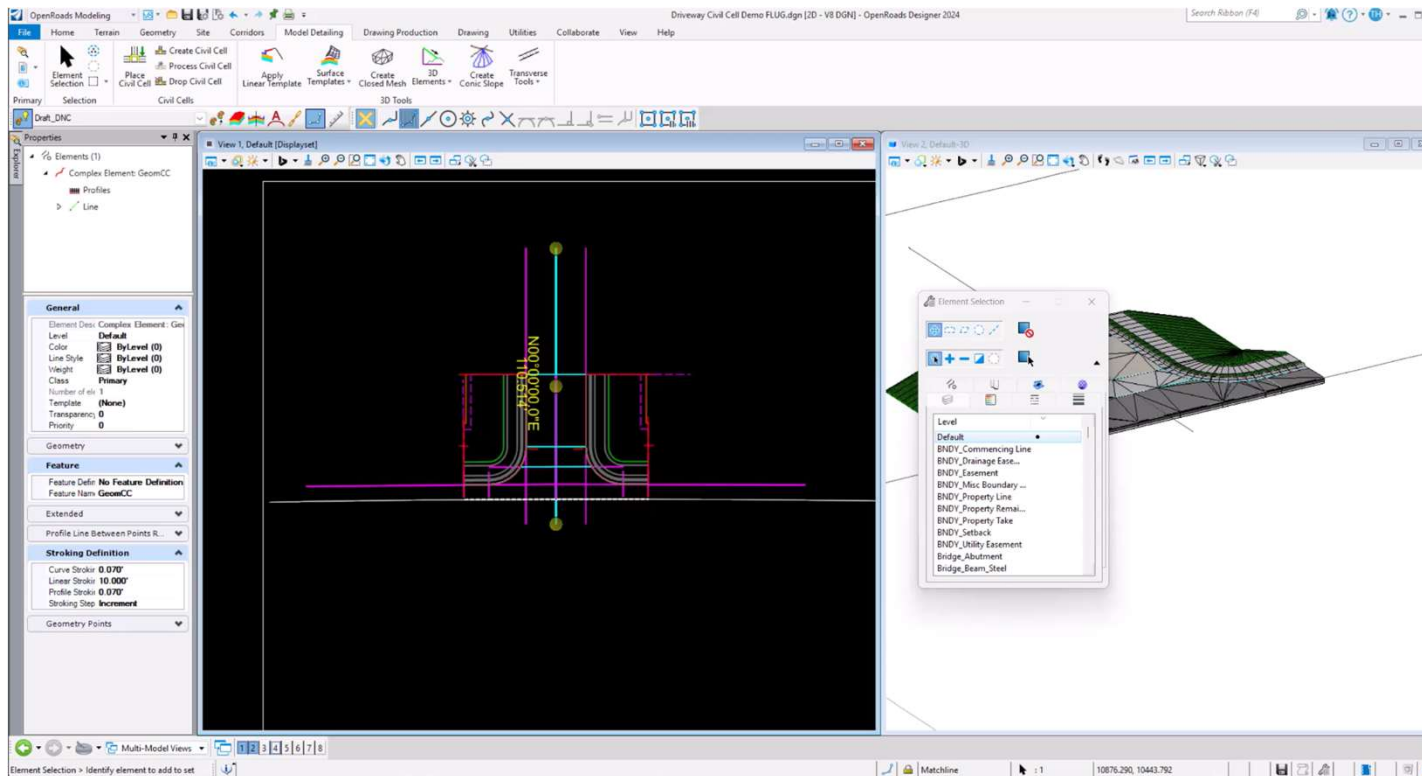 OpenRoads Modeling
Driveway Civil Cell Demo FLUG.dgn [2D - V8 DGN] - OpenRoads Designer 2024
Search Ribbon (F4)
TH
File Home Terrain Geometry Site Corridors Model Detailing Drawing Production Drawing Utilities Collaborate View Help
Element
Selection
Place
Civil Cell
Create Civil Cell
Process Civil Cell
Drop Civil Cell
Apply
Linear Template
Surface
Templates
Create
Closed Mesh
3D
Elements
Create
Conic Slope
Transverse
Tools
Primary Selection Civil Cells 3D Tools
Draft_DNC
Properties
Explorer
Elements (1)
Complex Element: GeomCC
Profiles
Line
General
Element Desc Complex Element: Geo
Level Default
Color ByLevel (0)
Line Style ByLevel (0)
Weight ByLevel (0)
Class Primary
Number of ele 1
Template (None)
Transparency 0
Priority 0
Geometry
Feature
Feature Defin No Feature Definition
Feature Name GeomCC
Extended
Profile Line Between Points R...
Stroking Definition
Curve Strokin 0.070'
Linear Strokin 10.000'
Profile Strokin 0.070'
Stroking Step Increment
Geometry Points
View 1, Default [Displayset]
N00°00'00.0"E
110.514'
View 2, Default-3D
Element Selection
Level
Default
BNDY_Commencing Line
BNDY_Drainage Ease...
BNDY_Easement
BNDY_Misc Boundary ...
BNDY_Property Line
BNDY_Property Remai...
BNDY_Property Take
BNDY_Setback
BNDY_Utility Easement
Bridge_Abutment
Bridge_Beam_Steel
Multi-Model Views
1 2 3 4 5 6 7 8
Element Selection > Identify element to add to set
Matchline
: 1
10876.290, 10443.792